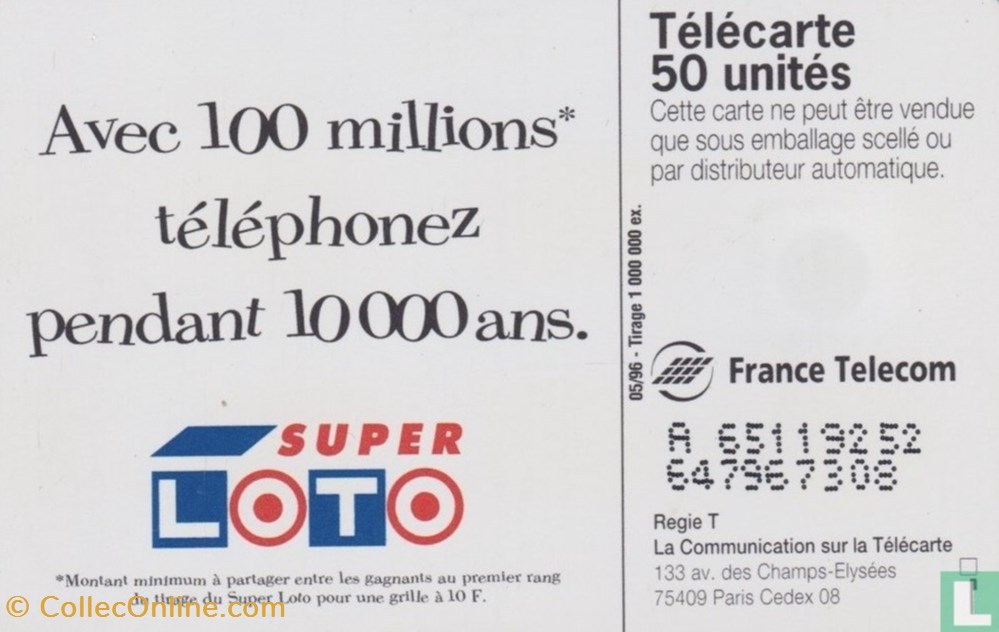 Avec 100 millions*
téléphonez
pendant 10 000 ans.
SUPER
LOTO
*Montant minimum à partager entre les gagnants au premier rang
du tirage du Super Loto pour une grille à 10 F.
© CollecOnline.com
05/96 - Tirage 1 000 000 ex.
Télécarte
50 unités
Cette carte ne peut être vendue
que sous emballage scellé ou
par distributeur automatique.
France Telecom
A 65119252
647967308
Regie T
La Communication sur la Télécarte
133 av. des Champs-Elysées
75409 Paris Cedex 08
L